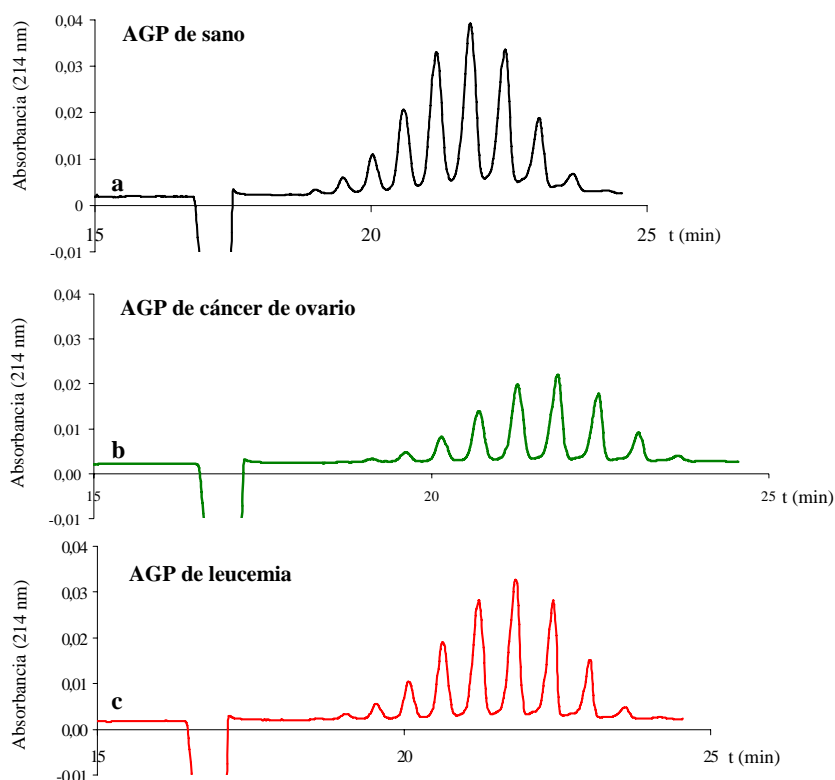 AGP de sano
Absorbancia (214 nm)
0,04
0,03
0,02
0,01
0
-0,01
a
15
20
25
t (min)
AGP de cáncer de ovario
Absorbancia (214 nm)
0,04
0,03
0,02
0,01
0,00
-0,01
b
15
20
25
t (min)
AGP de leucemia
Absorbancia (214 nm)
0,04
0,03
0,02
0,01
0,00
-0,01
c
15
20
25
t (min)